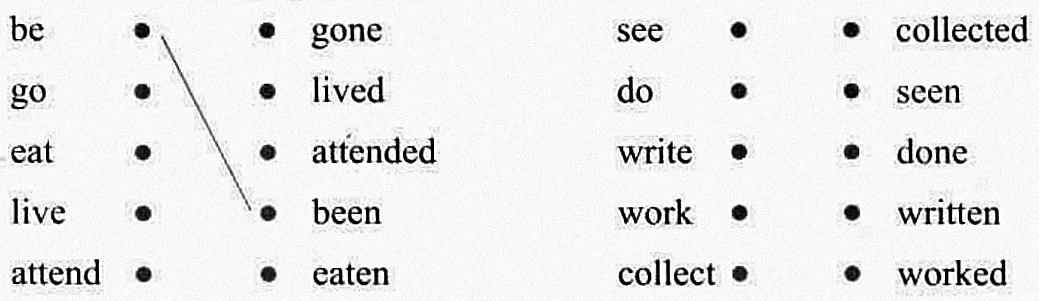 be • • gone see • • collected
go • • lived do • • seen
eat • • attended write • • done
live • • been work • • written
attend • • eaten collect • • worked